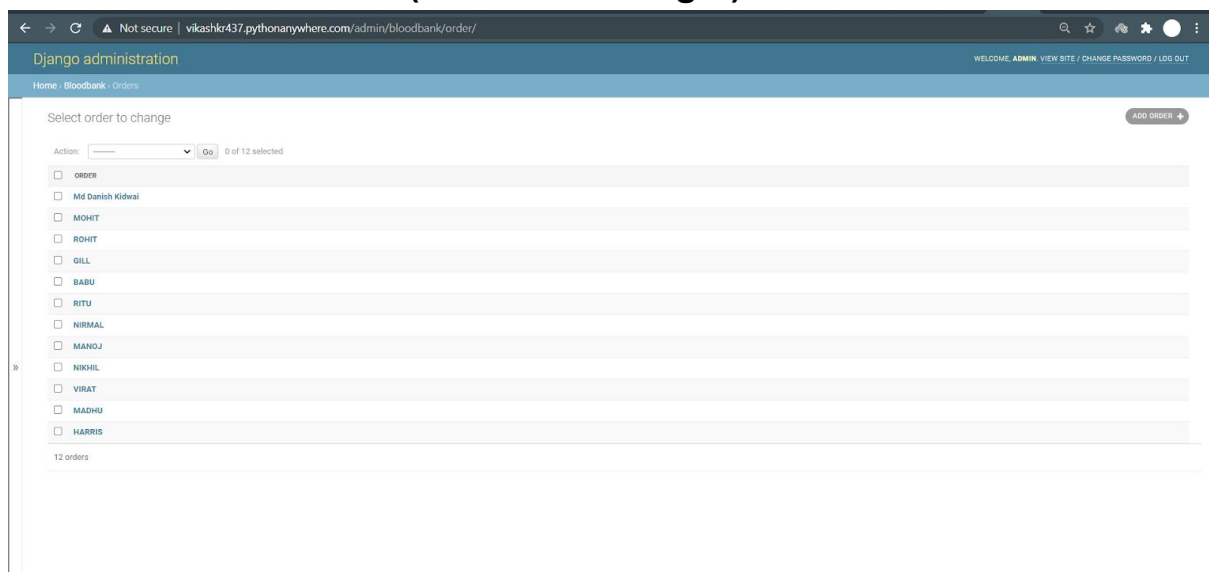 Not secure | vikashkr437.pythonanywhere.com/admin/bloodbank/order/
Django administration
WELCOME, ADMIN. VIEW SITE / CHANGE PASSWORD / LOG OUT
Home › Bloodbank › Orders
Select order to change
ADD ORDER +
Action: --------- Go 0 of 12 selected
ORDER
Md Danish Kidwai
MOHIT
ROHIT
GILL
BABU
RITU
NIRMAL
MANOJ
»
NIKHIL
VIRAT
MADHU
HARRIS
12 orders